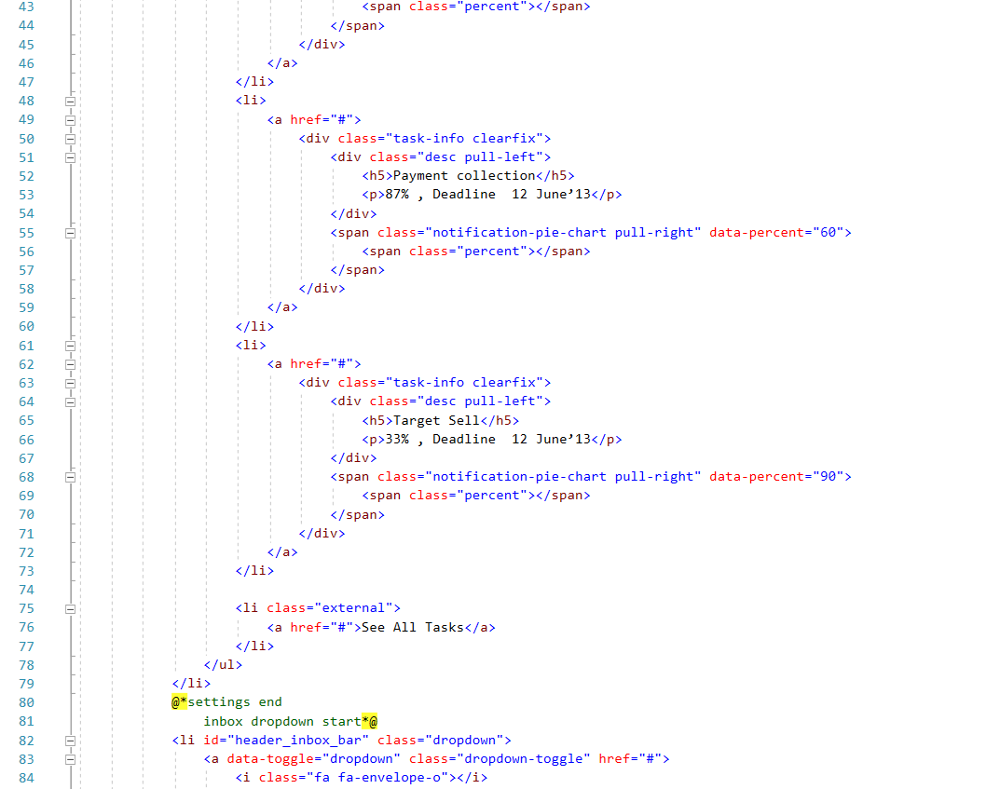 43 <span class="percent"></span>
44 </span>
45 </div>
46 </a>
47 </li>
48 <li>
49 <a href="#">
50 <div class="task-info clearfix">
51 <div class="desc pull-left">
52 <h5>Payment collection</h5>
53 <p>87% , Deadline  12 June’13</p>
54 </div>
55 <span class="notification-pie-chart pull-right" data-percent="60">
56 <span class="percent"></span>
57 </span>
58 </div>
59 </a>
60 </li>
61 <li>
62 <a href="#">
63 <div class="task-info clearfix">
64 <div class="desc pull-left">
65 <h5>Target Sell</h5>
66 <p>33% , Deadline  12 June’13</p>
67 </div>
68 <span class="notification-pie-chart pull-right" data-percent="90">
69 <span class="percent"></span>
70 </span>
71 </div>
72 </a>
73 </li>
74
75 <li class="external">
76 <a href="#">See All Tasks</a>
77 </li>
78 </ul>
79 </li>
80 @*settings end
81 inbox dropdown start*@
82 <li id="header_inbox_bar" class="dropdown">
83 <a data-toggle="dropdown" class="dropdown-toggle" href="#">
84 <i class="fa fa-envelope-o"></i>